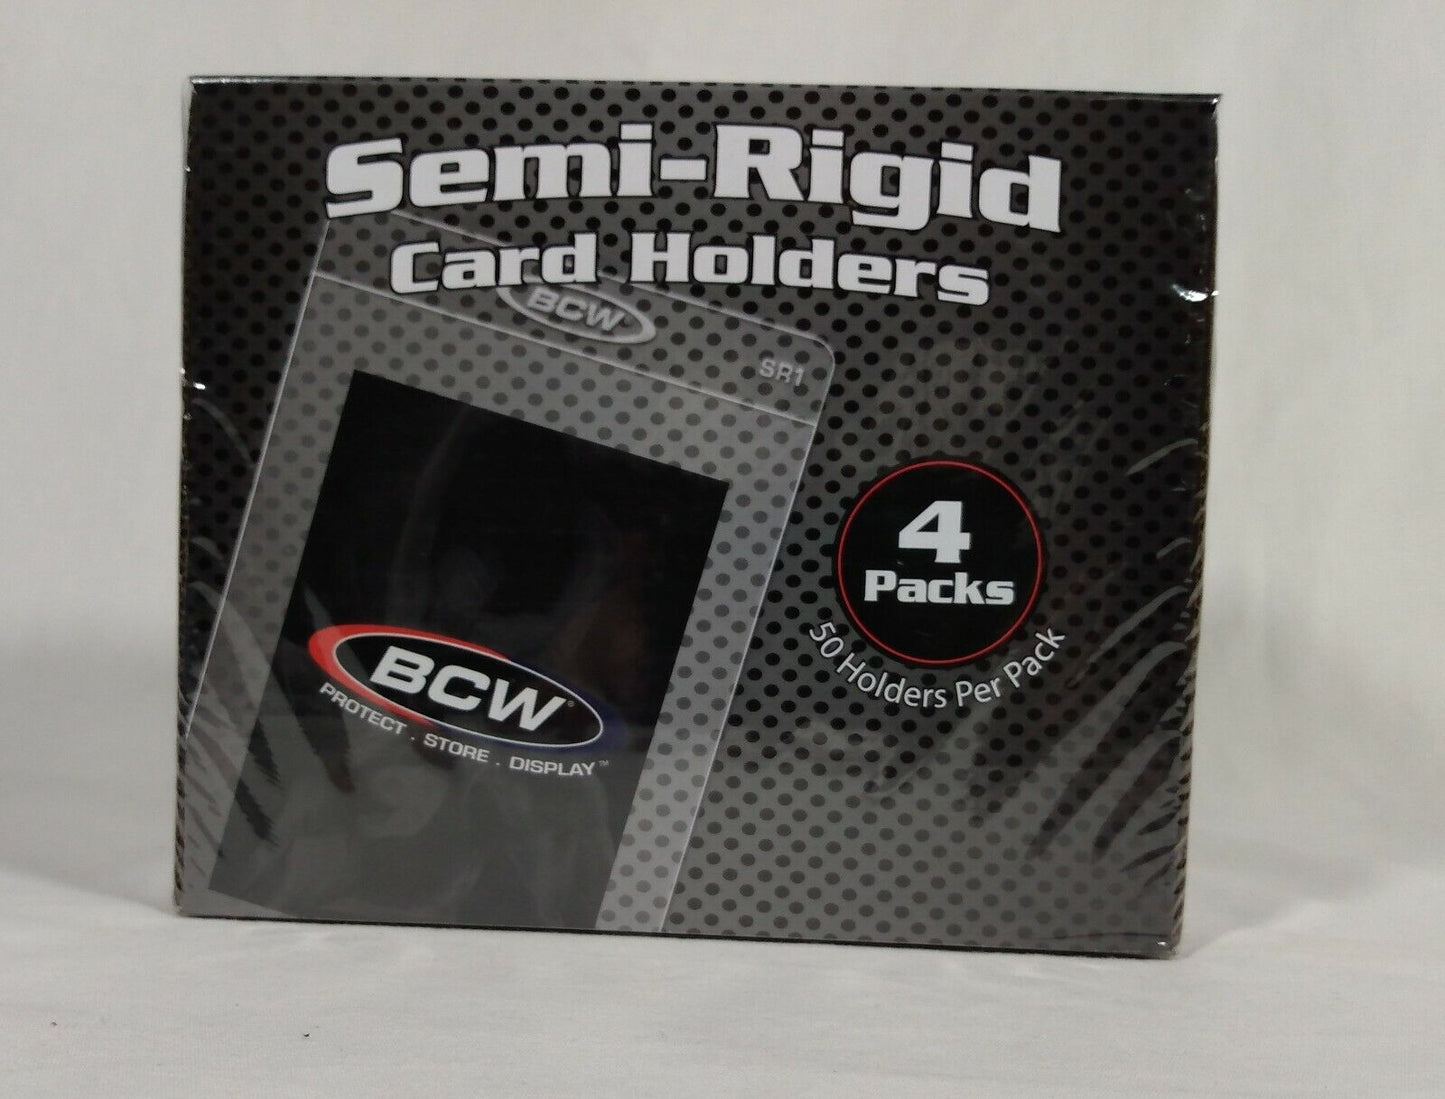 Semi-Rigid
Card Holders
BCW
SR1
4
Packs
50 Holders Per Pack
BCW®
PROTECT . STORE . DISPLAY™